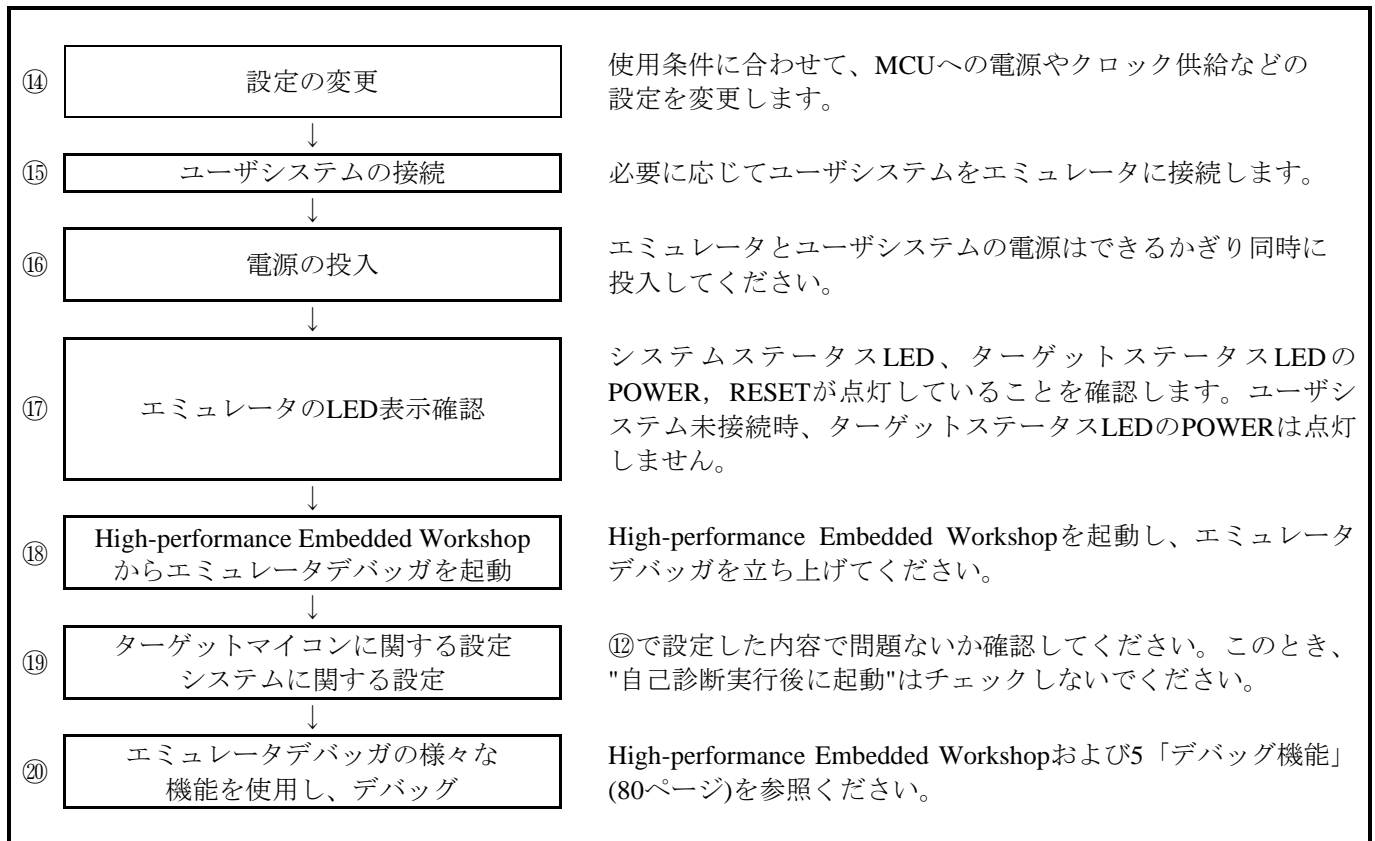 ⑭
設定の変更
使用条件に合わせて、MCUへの電源やクロック供給などの
設定を変更します。
↓
⑮
ユーザシステムの接続
必要に応じてユーザシステムをエミュレータに接続します。
↓
⑯
電源の投入
エミュレータとユーザシステムの電源はできるかぎり同時に
投入してください。
↓
⑰
エミュレータのLED表示確認
システムステータスLED、ターゲットステータスLEDの
POWER，RESETが点灯していることを確認します。ユーザシ
ステム未接続時、ターゲットステータスLEDのPOWERは点灯
しません。
↓
⑱
High-performance Embedded Workshop
からエミュレータデバッガを起動
High-performance Embedded Workshopを起動し、エミュレータ
デバッガを立ち上げてください。
↓
⑲
ターゲットマイコンに関する設定
システムに関する設定
⑫で設定した内容で問題ないか確認してください。このとき、
"自己診断実行後に起動"はチェックしないでください。
↓
⑳
エミュレータデバッガの様々な
機能を使用し、デバッグ
High-performance Embedded Workshopおよび5「デバッグ機能」
(80ページ)を参照ください。